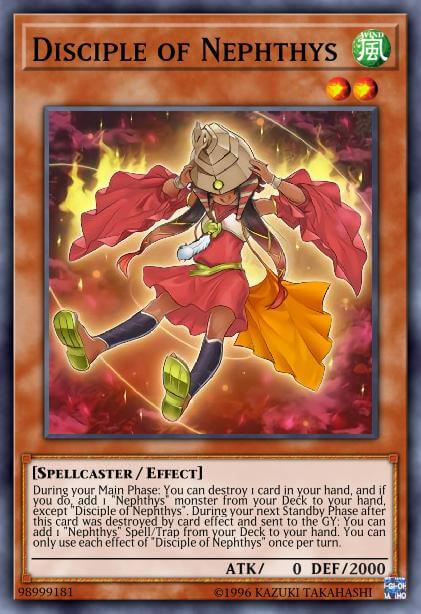 DISCIPLE OF NEPHTHYS
WIND
風
[SPELLCASTER / EFFECT]
During your Main Phase: You can destroy 1 card in your hand, and if
you do, add 1 "Nephthys" monster from your Deck to your hand,
except "Disciple of Nephthys". During your next Standby Phase after
this card was destroyed by card effect and sent to the GY: You can
add 1 "Nephthys" Spell/Trap from your Deck to your hand. You can
only use each effect of "Disciple of Nephthys" once per turn.
ATK/ 0 DEF/2000
98999181 ©1996 KAZUKI TAKAHASHI